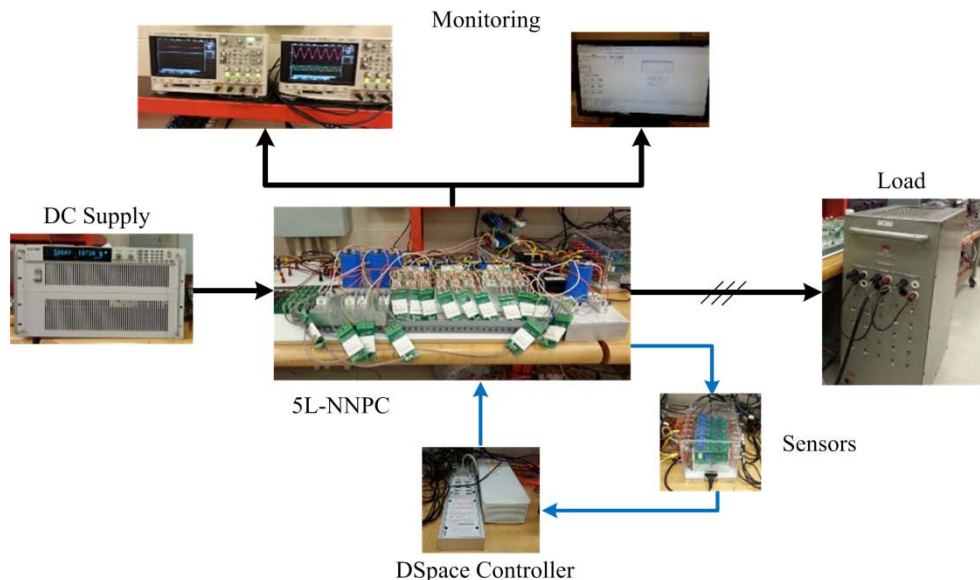 Monitoring
DC Supply
Load
5L-NNPC
Sensors
DSpace Controller